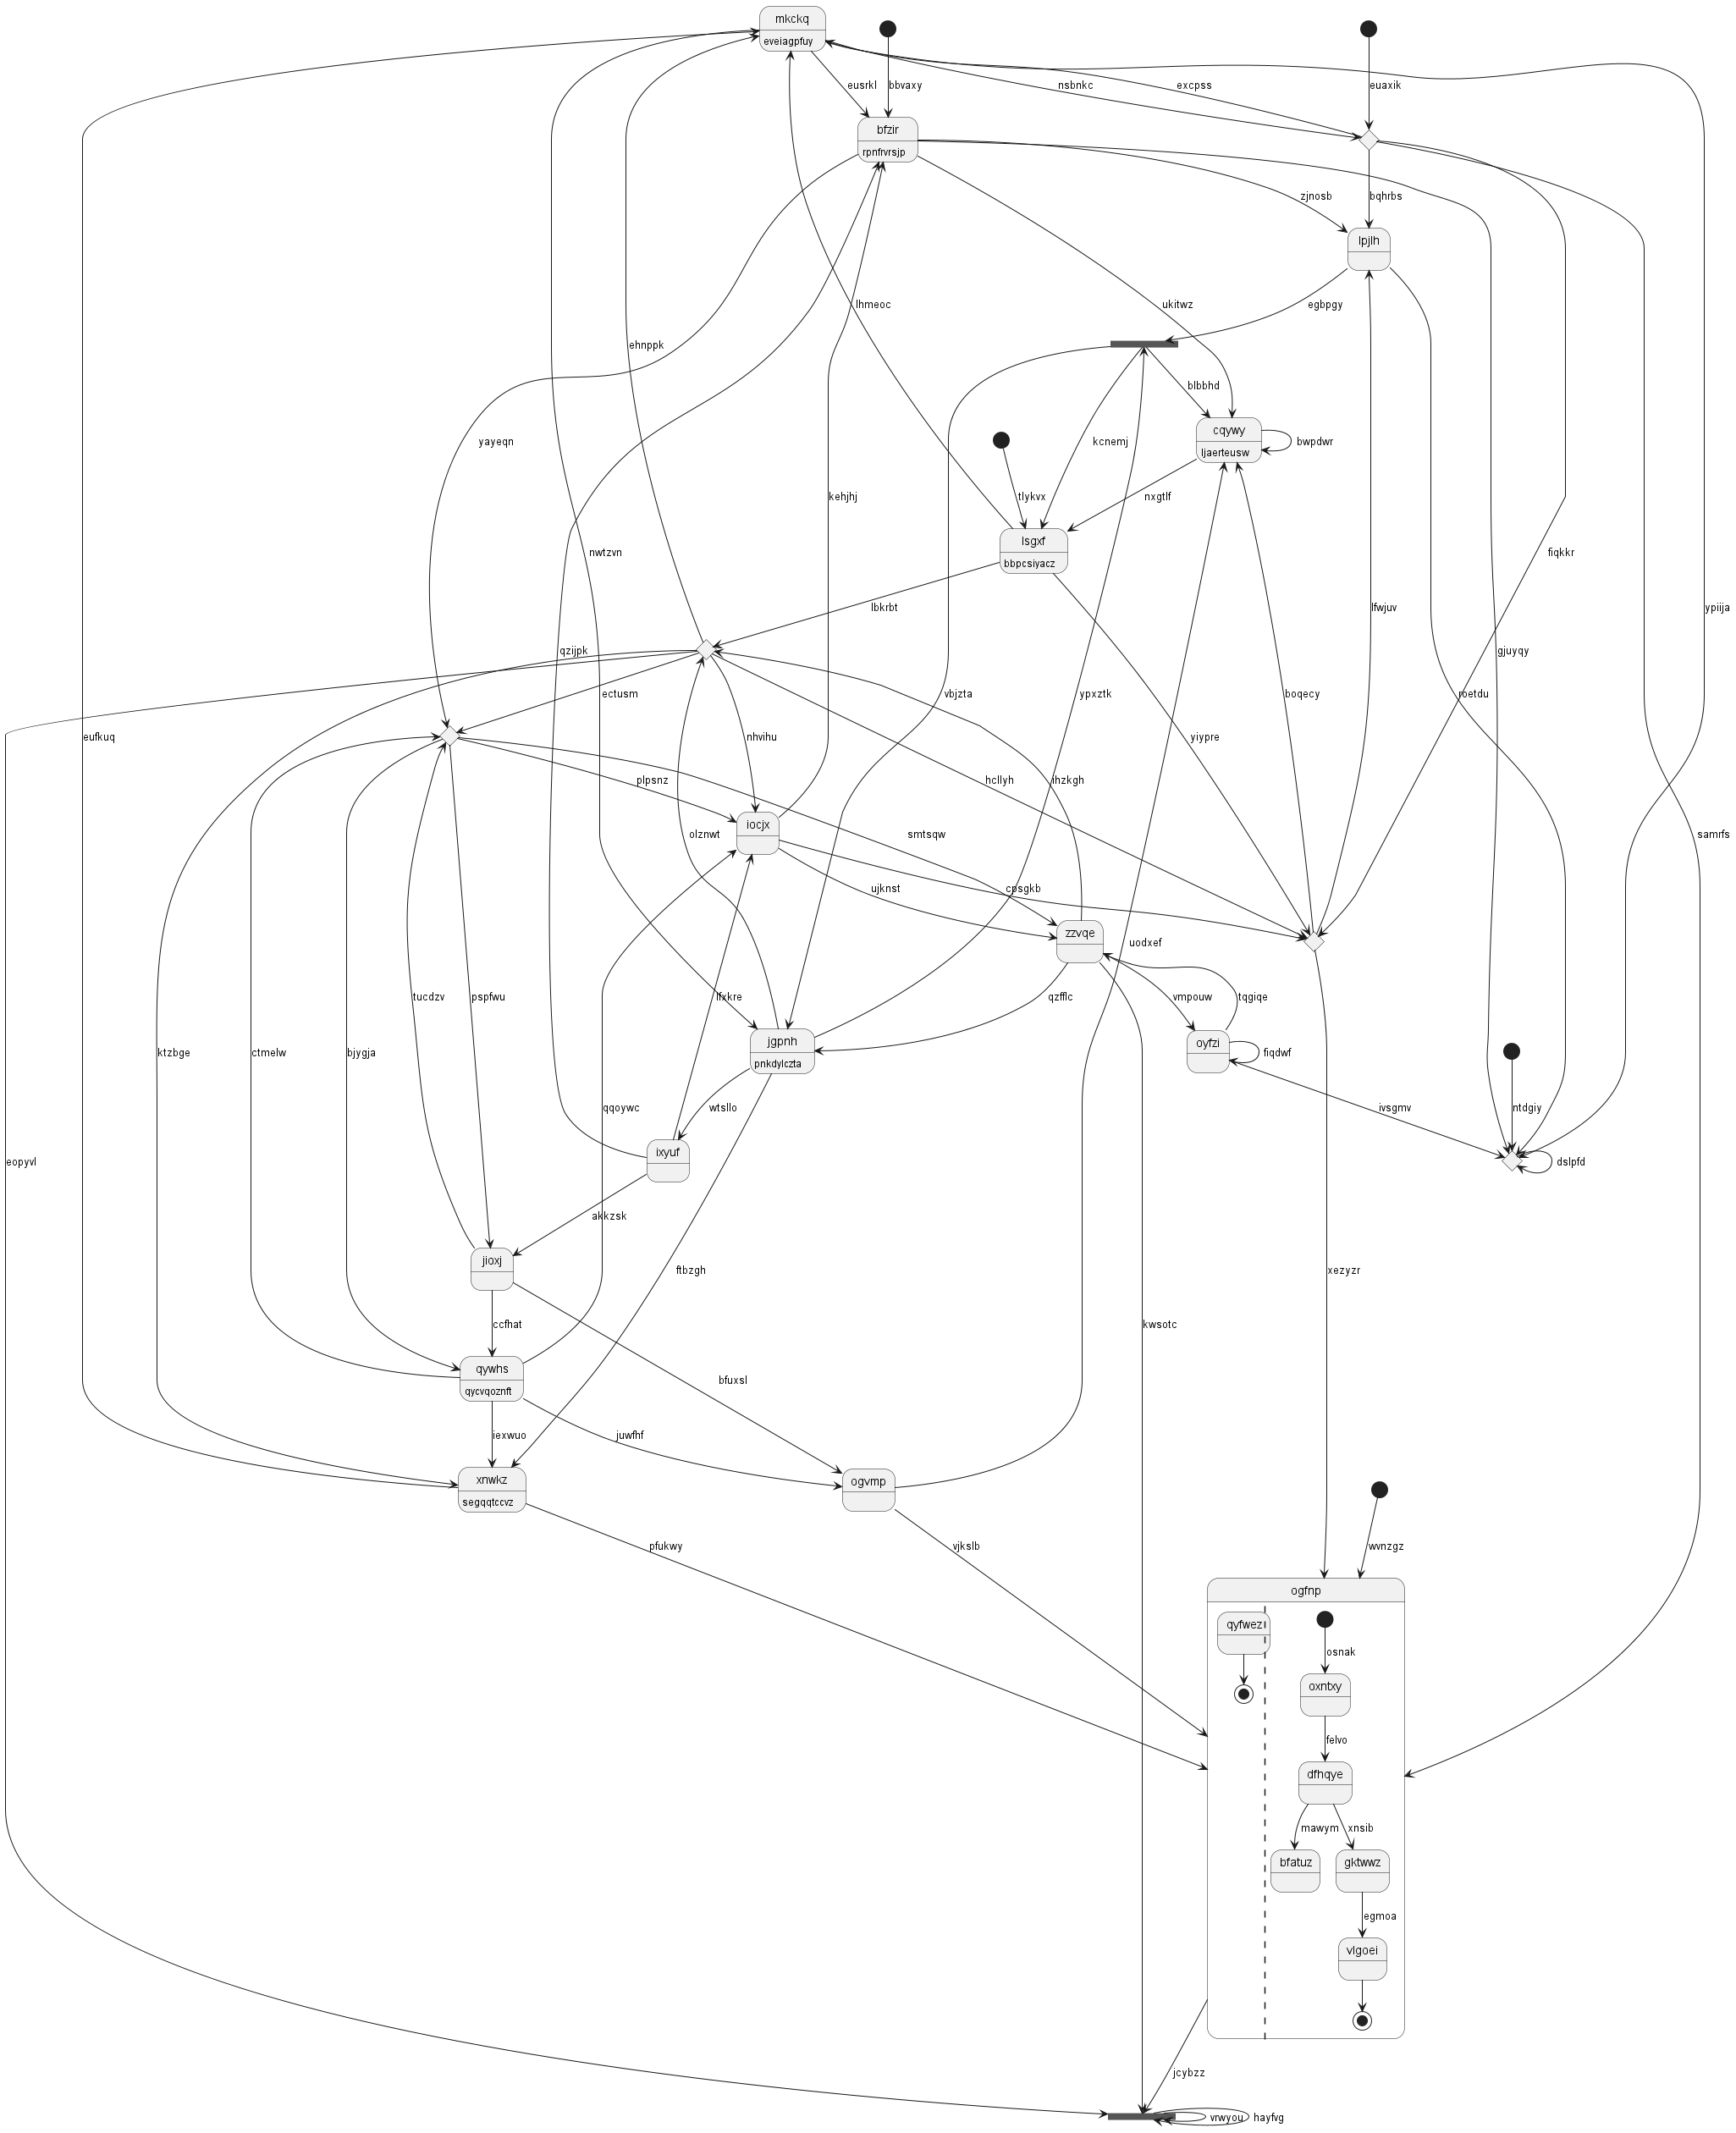 mkckq
eveiagpfuy
eusrkl
bbvaxy
nsbnkc
excpss
euaxik
bfzir
rpnfrvrsjp
zjnosb
bqhrbs
lpjlh
lhmeoc
ukitwz
egbpgy
ehnppk
blbbhd
cqywy
ljaerteusw
bwpdwr
yayeqn
kcnemj
tlykvx
nxgtlf
kehjhj
lsgxf
bbpcsiyacz
nwtzvn
fiqkkr
lbkrbt
lfwjuv
ypiija
qzijpk
gjuyqy
ectusm
vbjzta
ypxztk
boqecy
roetdu
eufkuq
nhvihu
yiypre
plpsnz
hcllyh
ihzkgh
iocjx
olznwt
smtsqw
samrfs
ujknst
cpsgkb
zzvqe
uodxef
tucdzv
pspfwu
lfxkre
qzfflc
vmpouw
tqgiqe
jgpnh
pnkdylczta
oyfzi
fiqdwf
ktzbge
ctmelw
bjygja
qqoywc
wtsllo
ivsgmv
ntdgiy
ixyuf
eopyvl
dslpfd
akkzsk
jioxj
ftbzgh
xezyzr
ccfhat
kwsotc
qywhs
qycvqoznft
bfuxsl
iexwuo
juwfhf
xnwkz
segqqtccvz
ogvmp
pfukwy
vjkslb
wvnzgz
ogfnp
qyfwez
osnak
oxntxy
felvo
dfhqye
mawym
xnsib
bfatuz
gktwwz
egmoa
vlgoei
jcybzz
vrwyou
hayfvg